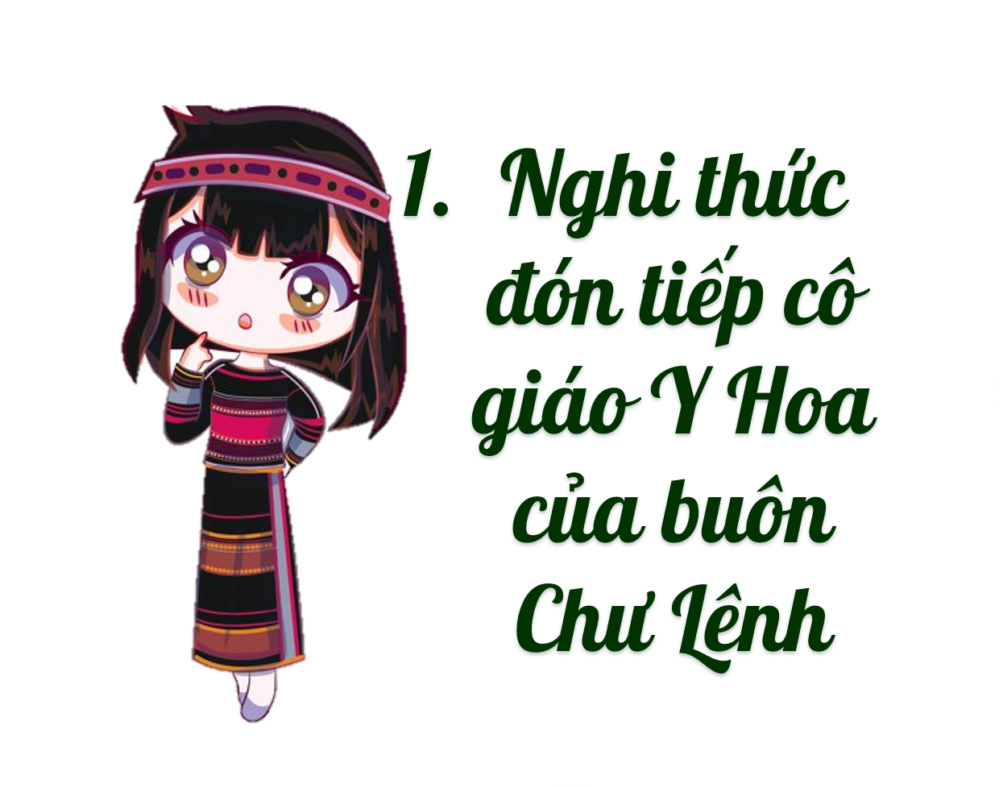 1. Nghi thức
đón tiếp cô
giáo Y Hoa
của buôn
Chư Lênh